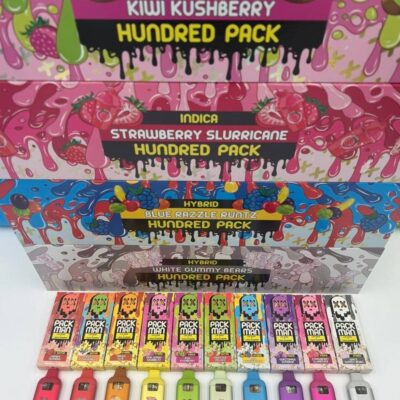 KIWI KUSHBERRY
HUNDRED PACK
INDICA
STRAWBERRY SLURRICANE
HUNDRED PACK
HYBRID
BLUE RAZZLE RUNTZ
HUNDRED PACK
HYBRID
WHITE GUMMY BEARS
HUNDRED PACK
PACK MAN
PACK MAN
PACK MAN
PACK MAN
PACK MAN
PACK MAN
PACK MAN
PACK MAN
PACK MAN
PACK MAN